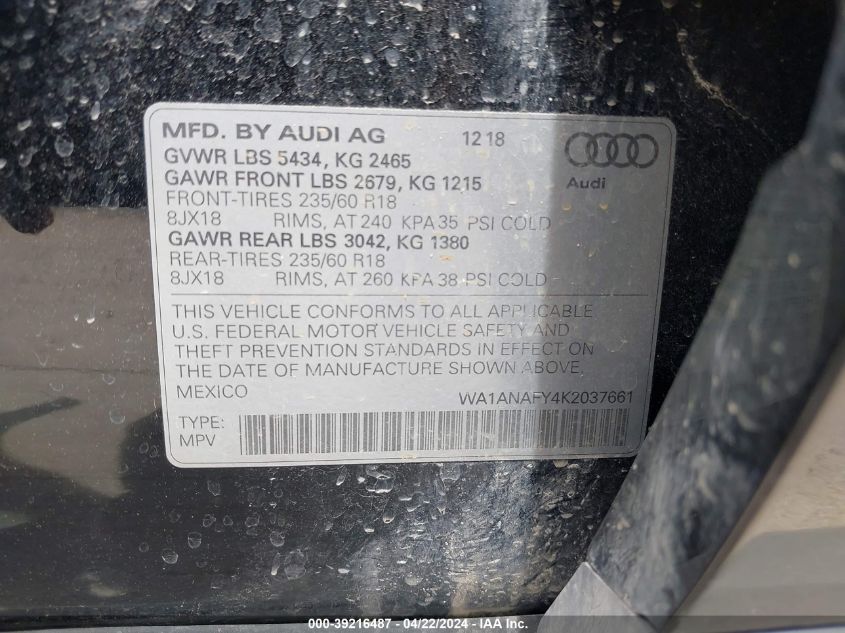 MFD. BY AUDI AG 12 18
GVWR LBS 5434, KG 2465
GAWR FRONT LBS 2679, KG 1215
Audi
FRONT-TIRES 235/60 R18
8JX18 RIMS, AT 240 KPA 35 PSI COLD
GAWR REAR LBS 3042, KG 1380
REAR-TIRES 235/60 R18
8JX18 RIMS, AT 260 KPA 38 PSI COLD
THIS VEHICLE CONFORMS TO ALL APPLICABLE
U.S. FEDERAL MOTOR VEHICLE SAFETY AND
THEFT PREVENTION STANDARDS IN EFFECT ON
THE DATE OF MANUFACTURE SHOWN ABOVE.
MEXICO WA1ANAFY4K2037661
TYPE:
MPV
000-39216487 - 04/22/2024 - IAA Inc.